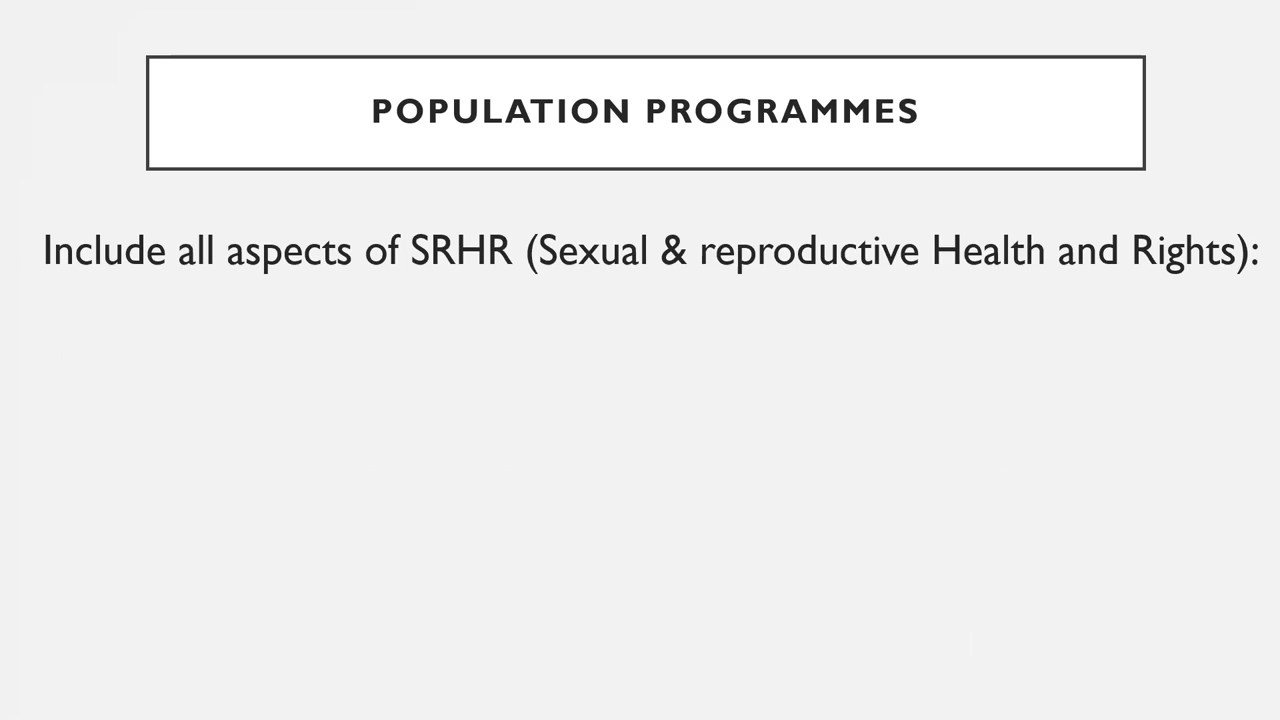 POPULATION PROGRAMMES
Include all aspects of SRHR (Sexual & reproductive Health and Rights):